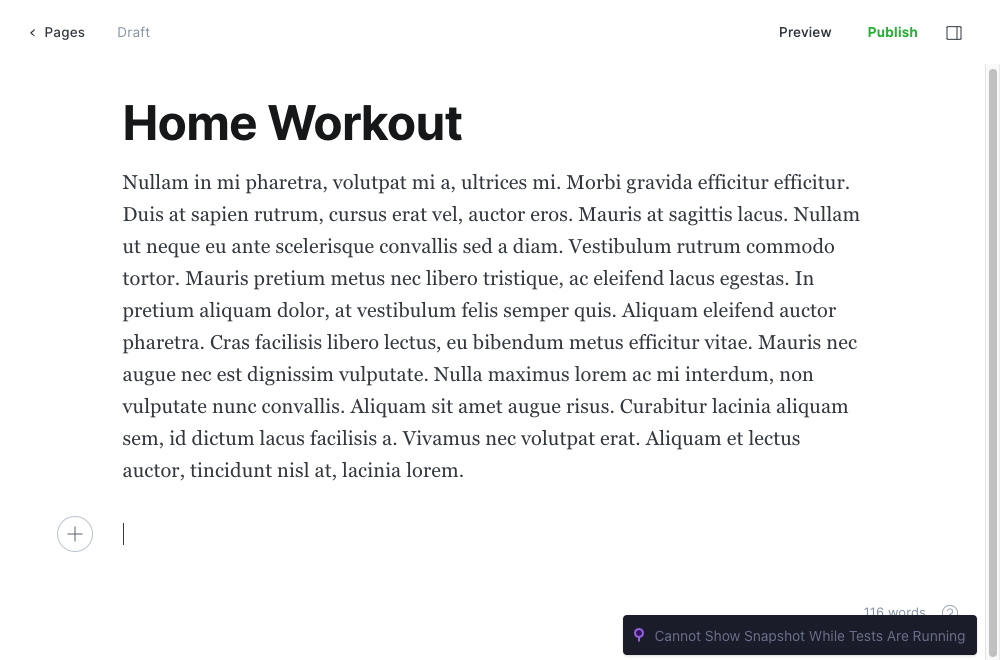 Pages
Draft
Preview
Publish
Home Workout
Nullam in mi pharetra, volutpat mi a, ultrices mi. Morbi gravida efficitur efficitur.
Duis at sapien rutrum, cursus erat vel, auctor eros. Mauris at sagittis lacus. Nullam
ut neque eu ante scelerisque convallis sed a diam. Vestibulum rutrum commodo
tortor. Mauris pretium metus nec libero tristique, ac eleifend lacus egestas. In
pretium aliquam dolor, at vestibulum felis semper quis. Aliquam eleifend auctor
pharetra. Cras facilisis libero lectus, eu bibendum metus efficitur vitae. Mauris nec
augue nec est dignissim vulputate. Nulla maximus lorem ac mi interdum, non
vulputate nunc convallis. Aliquam sit amet augue risus. Curabitur lacinia aliquam
sem, id dictum lacus facilisis a. Vivamus nec volutpat erat. Aliquam et lectus
auctor, tincidunt nisl at, lacinia lorem.
116 words
Cannot Show Snapshot While Tests Are Running